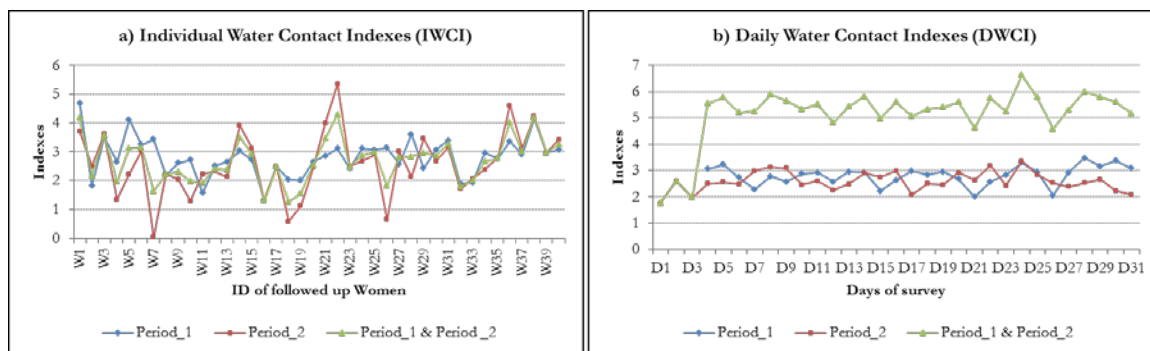 a) Individual Water Contact Indexes (IWCI)
Indexes
6
5
4
3
2
1
0
W1 W3 W5 W7 W9 W11 W13 W15 W17 W19 W21 W23 W25 W27 W29 W31 W33 W35 W37 W39
ID of followed up Women
Period_1 Period_2 Period_1 & Period_2
b) Daily Water Contact Indexes (DWCI)
Indexes
7
6
5
4
3
2
1
0
D1 D3 D5 D7 D9 D11 D13 D15 D17 D19 D21 D23 D25 D27 D29 D31
Days of survey
Period_1 Period_2 Period_1 & Period_2